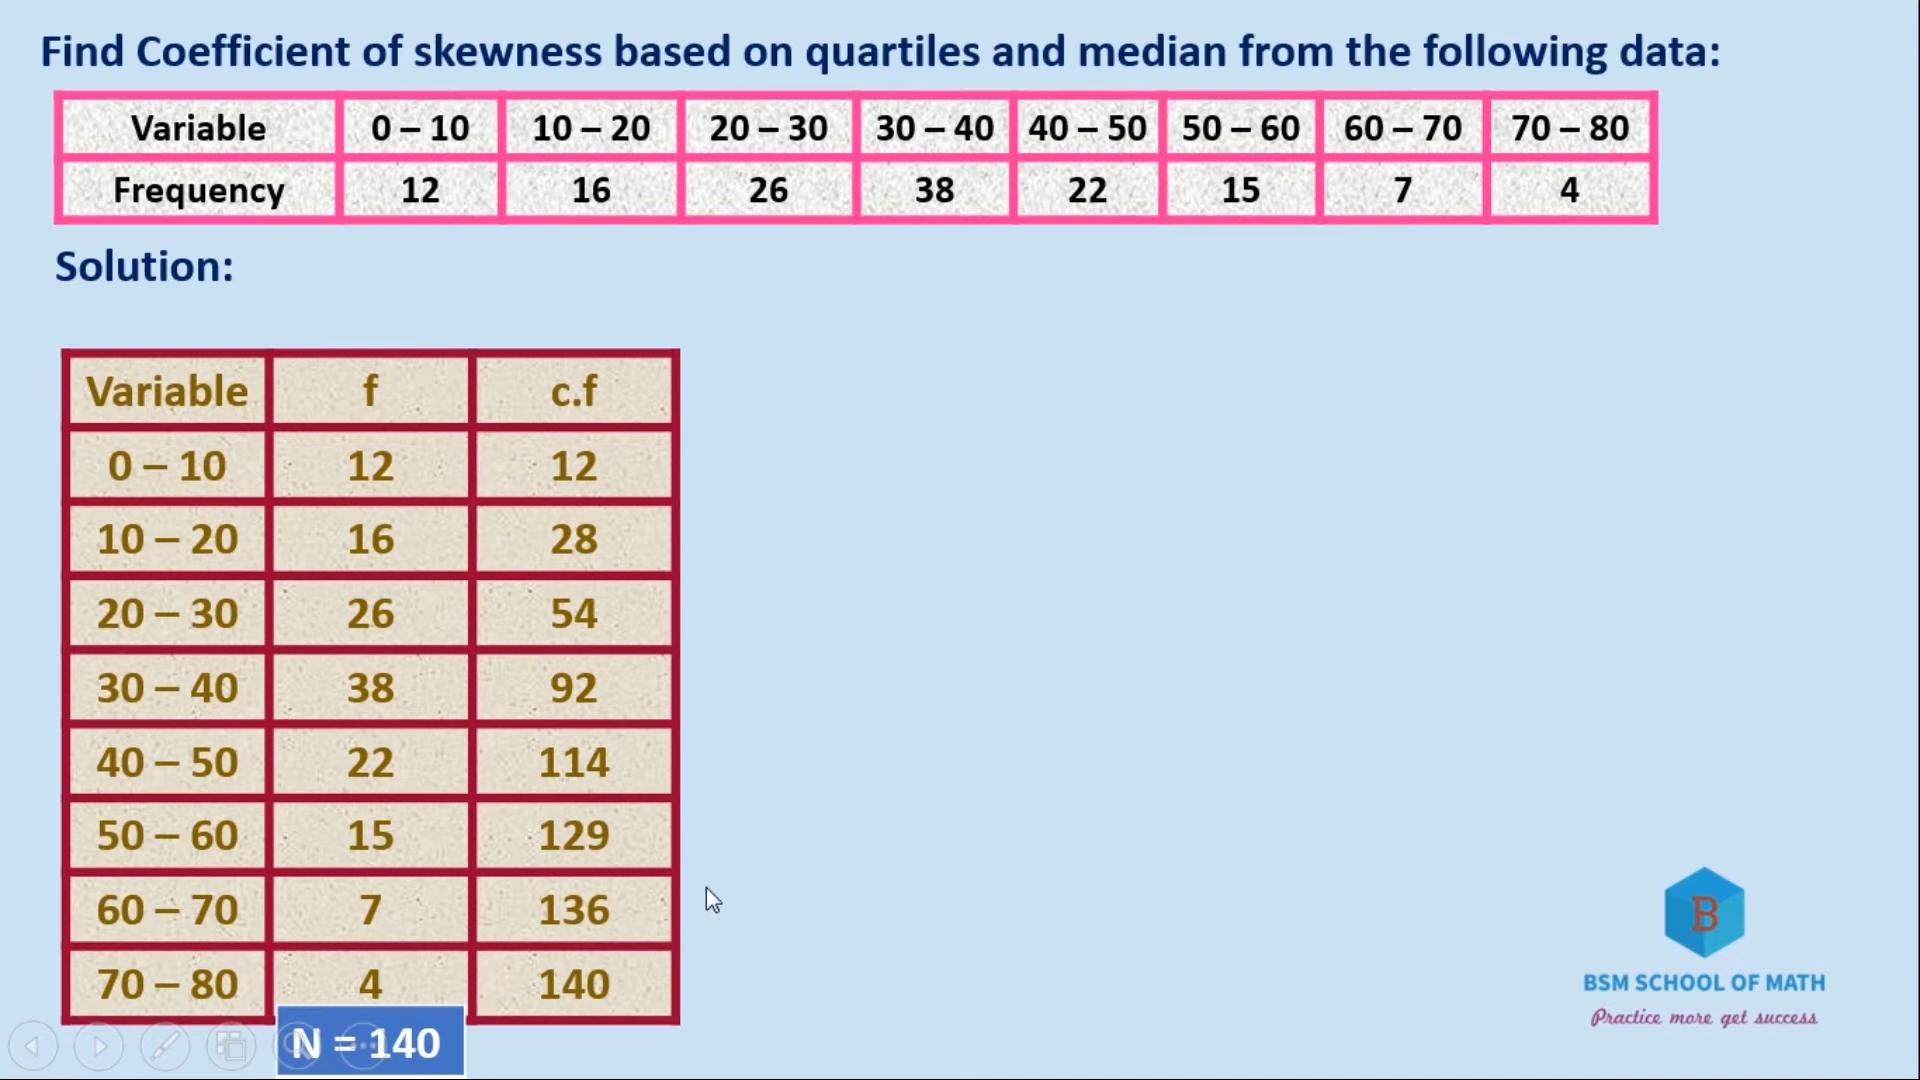 Find Coefficient of skewness based on quartiles and median from the following data:
Variable 0 – 10 10 – 20 20 – 30 30 – 40 40 – 50 50 – 60 60 – 70 70 – 80
Frequency 12 16 26 38 22 15 7 4
Solution:
Variable f c.f
0 – 10 12 12
10 – 20 16 28
20 – 30 26 54
30 – 40 38 92
40 – 50 22 114
50 – 60 15 129
60 – 70 7 136
70 – 80 4 140
N = 140
B
BSM SCHOOL OF MATH
Practice more get success